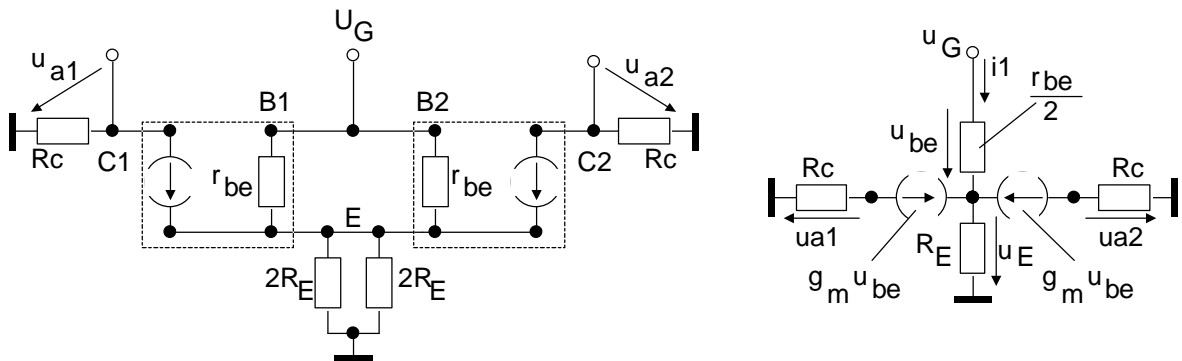 U_G
u_a1
u_a2
B1 B2
Rc C1 C2 Rc
r_be r_be
E
2R_E 2R_E
u_G
i1
r_be
2
u_be
Rc Rc
ua1 R_E u_E ua2
g_m u_be g_m u_be